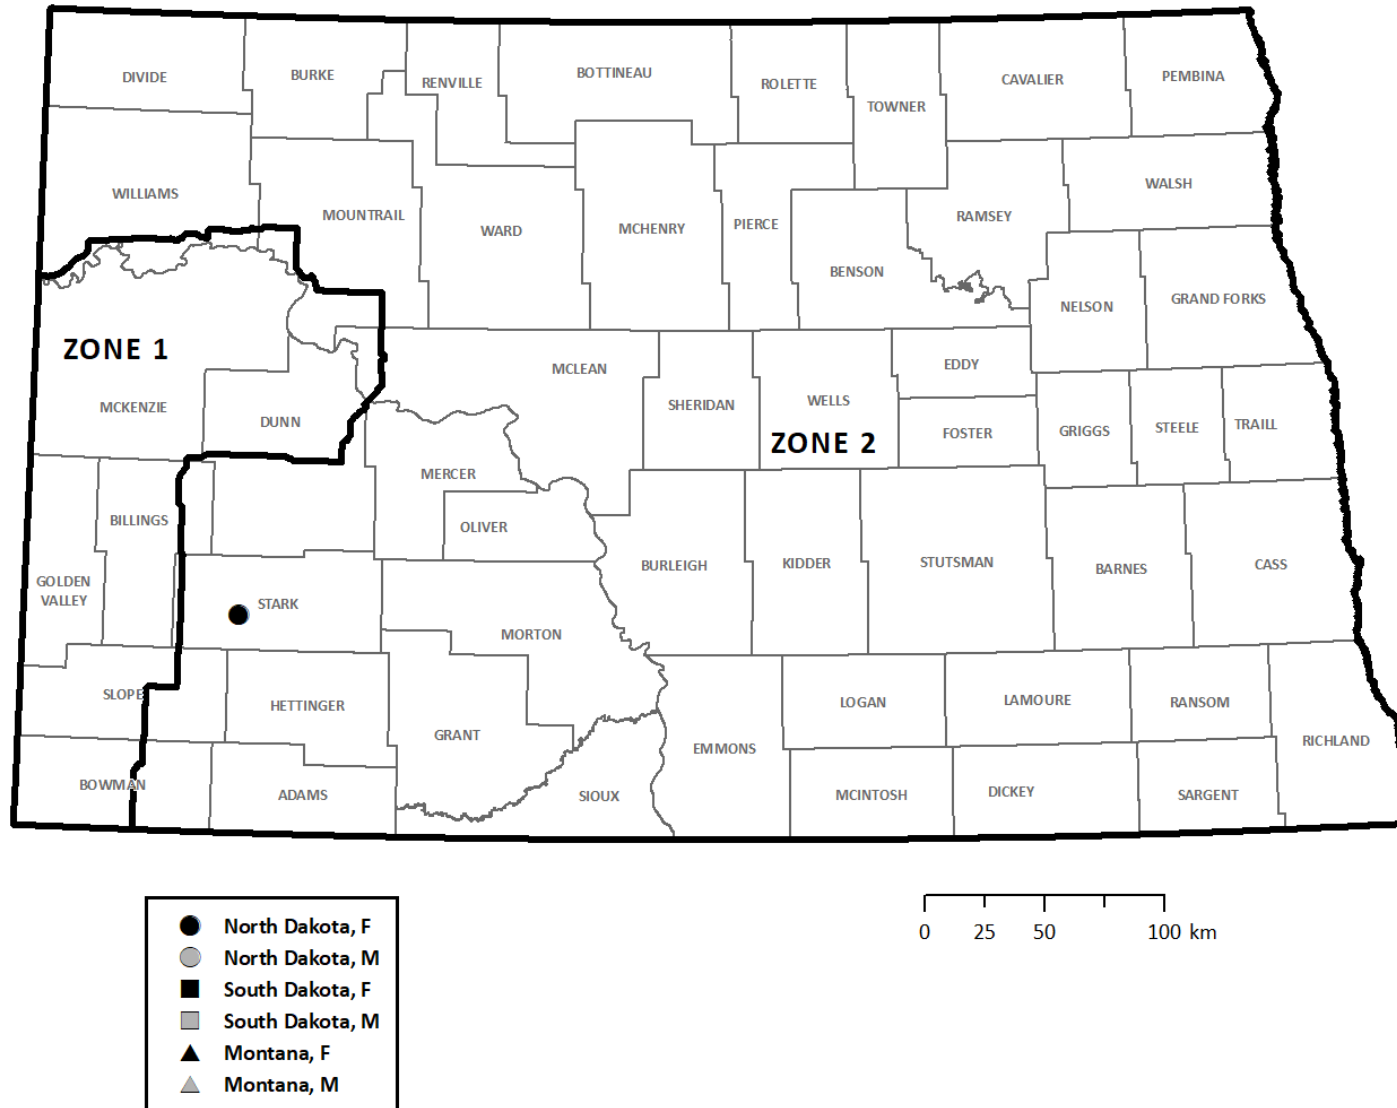 DIVIDE
BURKE
RENVILLE
BOTTINEAU
ROLETTE
TOWNER
CAVALIER
PEMBINA
WILLIAMS
MOUNTRAIL
WARD
MCHENRY
PIERCE
BENSON
RAMSEY
WALSH
NELSON
GRAND FORKS
ZONE 1
MCKENZIE
DUNN
MCLEAN
SHERIDAN
WELLS
EDDY
ZONE 2
FOSTER
GRIGGS
STEELE
TRAILL
MERCER
OLIVER
BILLINGS
GOLDEN
VALLEY
STARK
MORTON
BURLEIGH
KIDDER
STUTSMAN
BARNES
CASS
SLOPE
HETTINGER
GRANT
LOGAN
LAMOURE
RANSOM
RICHLAND
EMMONS
BOWMAN
ADAMS
SIOUX
MCINTOSH
DICKEY
SARGENT
North Dakota, F
North Dakota, M
South Dakota, F
South Dakota, M
Montana, F
Montana, M
0 25 50 100 km